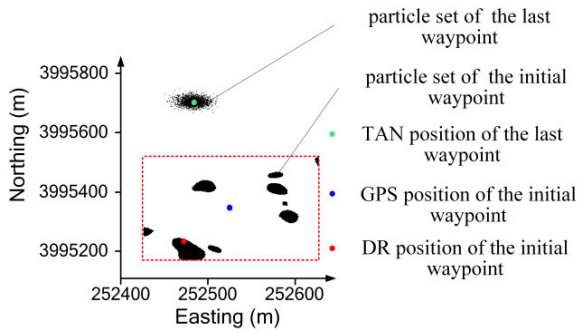 particle set of the last
waypoint
particle set of the initial
waypoint
TAN position of the last
waypoint
GPS position of the initial
waypoint
DR position of the initial
waypoint
Northing (m)
3995800
3995600
3995400
3995200
252400 252500 252600
Easting (m)